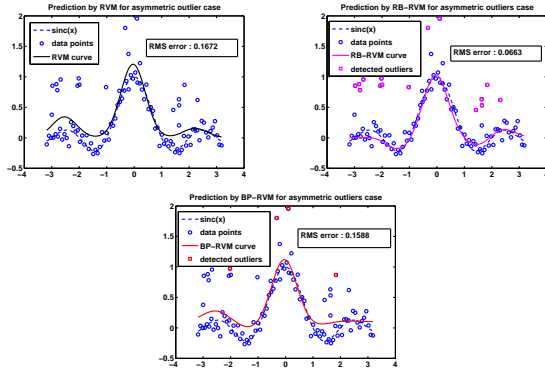 Prediction by RVM for asymmetric outlier case
sinc(x)
data points
RVM curve
RMS error : 0.1672
2
1.5
1
0.5
0
−0.5
−4 −3 −2 −1 0 1 2 3 4
Prediction by RB−RVM for asymmetric outlier case
sinc(x)
data points
RB−RVM curve
detected outliers
RMS error : 0.0663
2
1.5
1
0.5
0
−0.5
−4 −3 −2 −1 0 1 2 3 4
Prediction by BP−RVM for asymmetric outliers case
sinc(x)
data points
BP−RVM curve
detected outliers
RMS error : 0.1588
2
1.5
1
0.5
0
−0.5
−4 −3 −2 −1 0 1 2 3 4